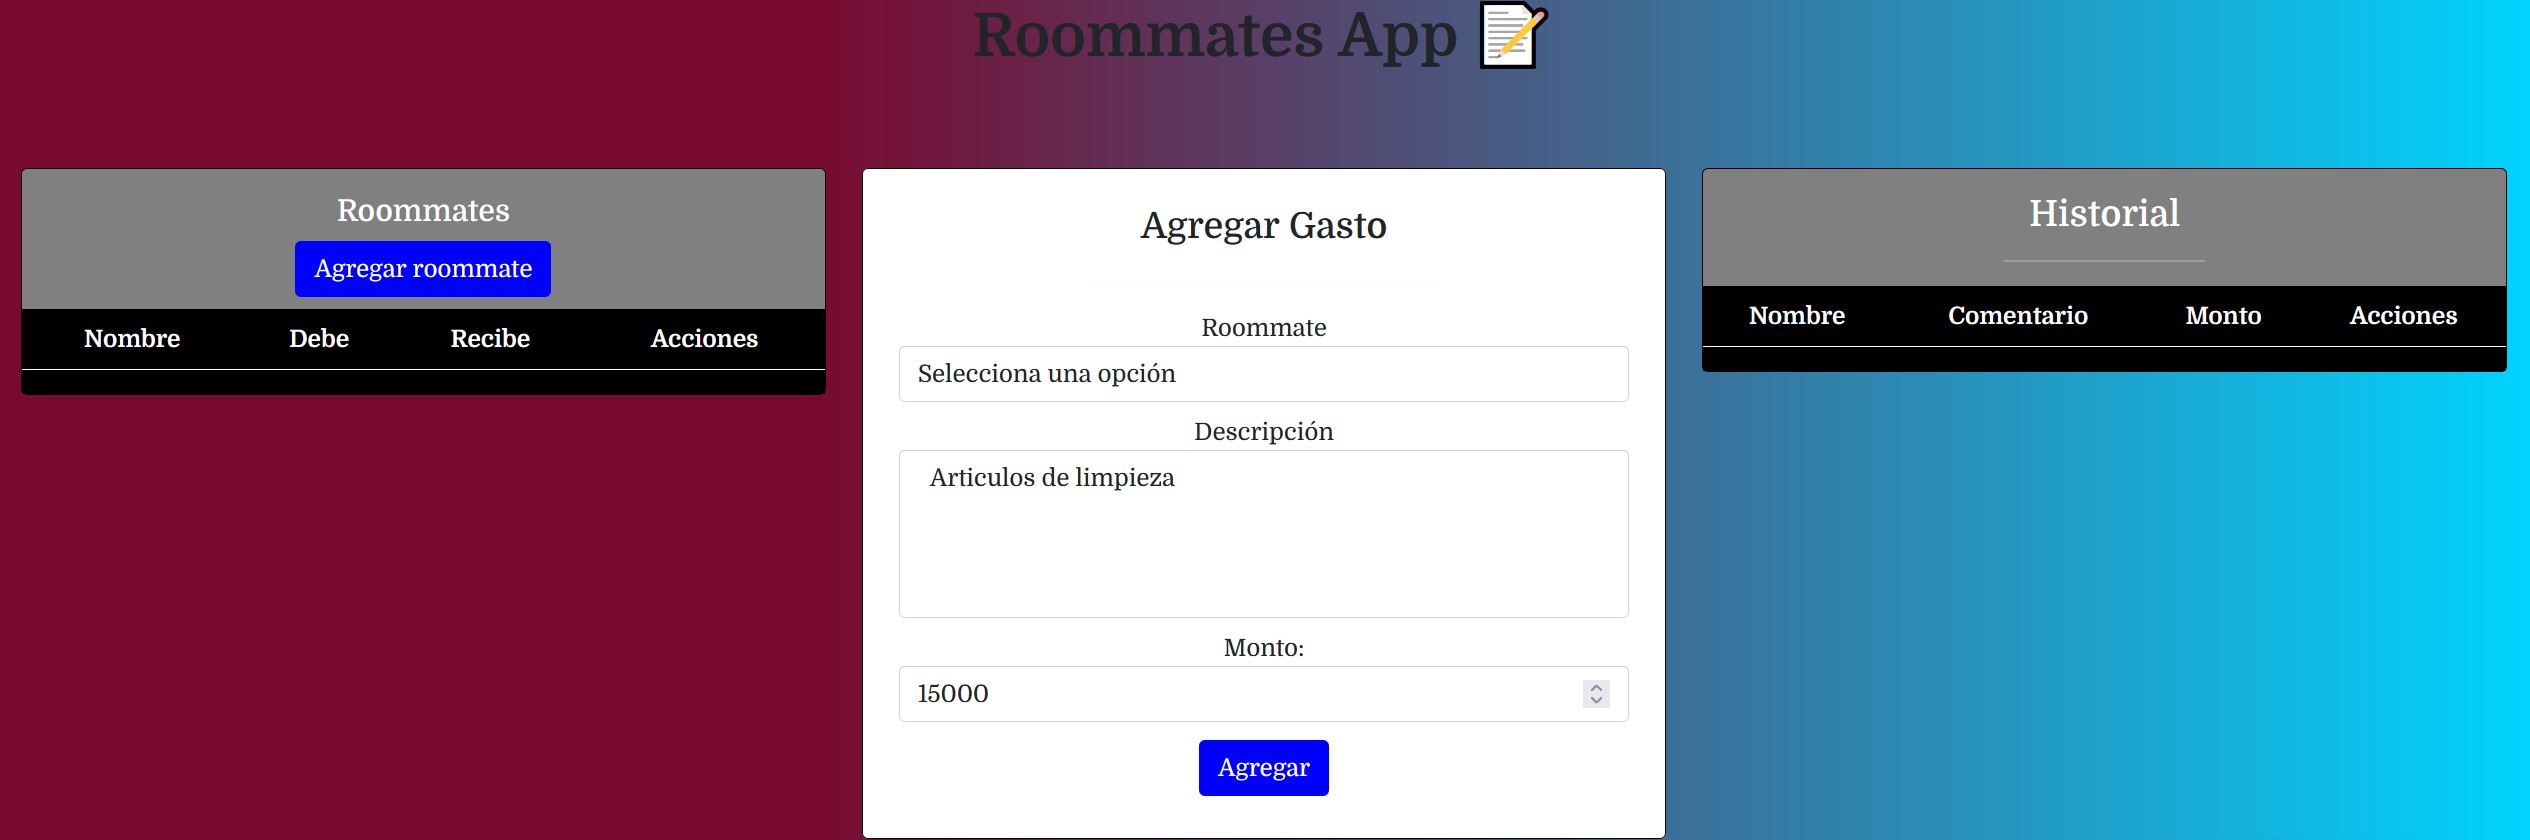 Roommates App 📝
Roommates
Agregar roommate
Nombre Debe Recibe Acciones
Agregar Gasto
Roommate
Selecciona una opción
Descripción
Articulos de limpieza
Monto:
15000
Agregar
Historial
Nombre Comentario Monto Acciones